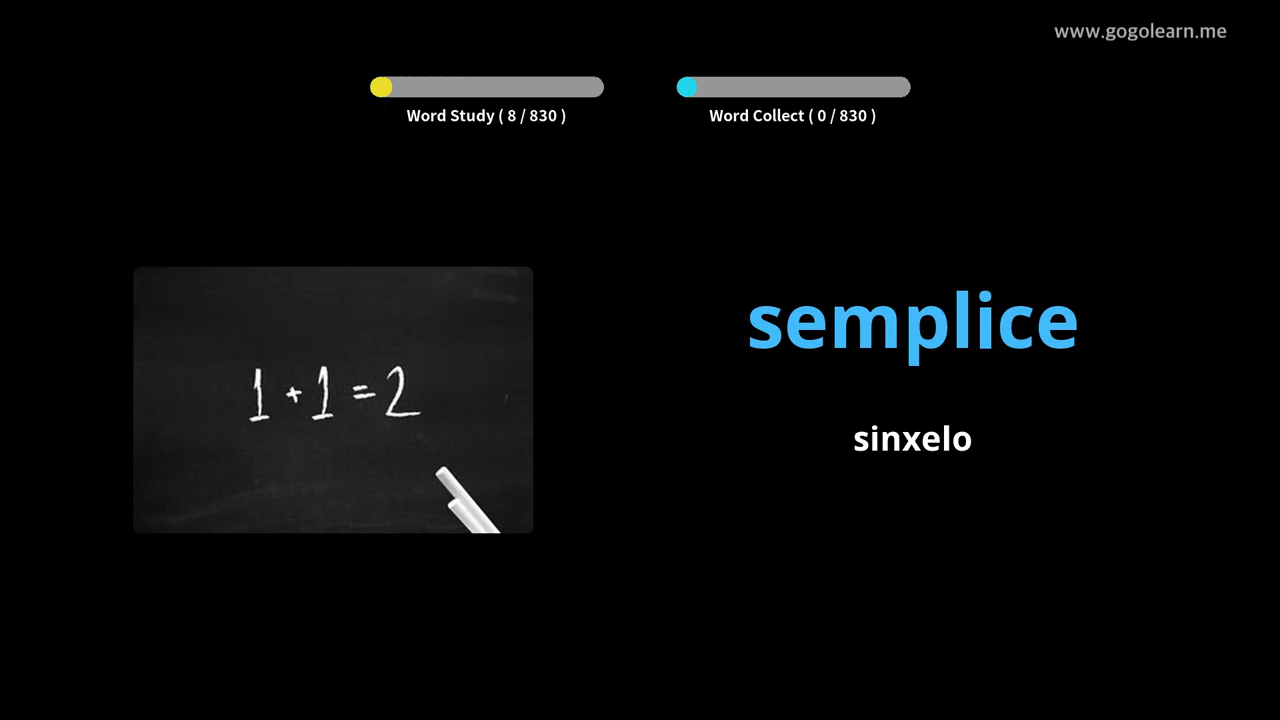 www.gogolearn.me
Word Study ( 8 / 830 )
Word Collect ( 0 / 830 )
1 + 1 = 2
semplice
sinxelo